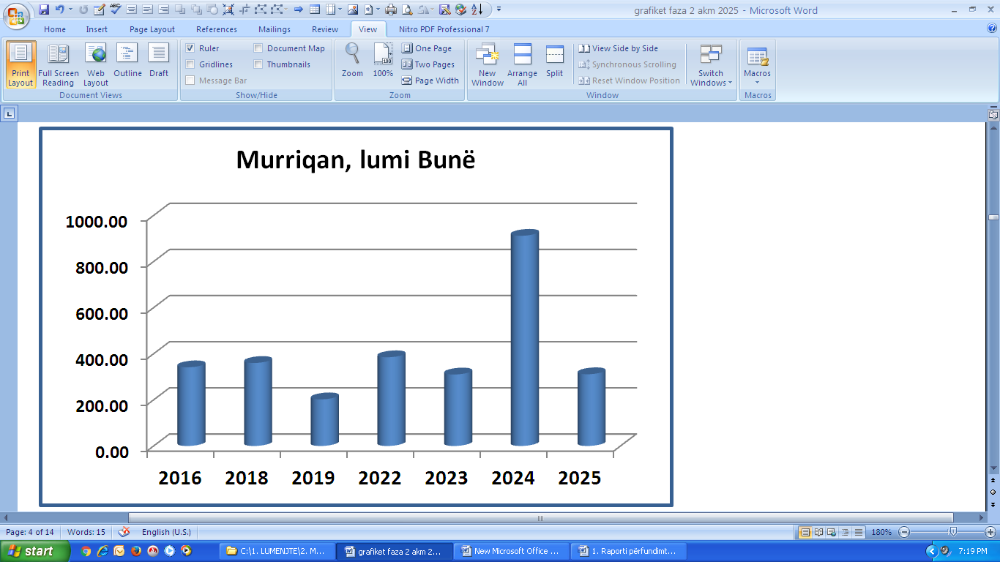 grafiket faza 2 akm 2025 - Microsoft Word
Home Insert Page Layout References Mailings Review View Nitro PDF Professional 7
Print Layout
Full Screen Reading
Web Layout
Outline
Draft
Document Views
Ruler
Gridlines
Message Bar
Document Map
Thumbnails
Show/Hide
Zoom
100%
One Page
Two Pages
Page Width
Zoom
New Window
Arrange All
Split
View Side by Side
Synchronous Scrolling
Reset Window Position
Switch Windows
Window
Macros
Macros
Murriqan, lumi Bunë
1000.00
800.00
600.00
400.00
200.00
0.00
2016 2018 2019 2022 2023 2024 2025
Page: 4 of 14 Words: 15 English (U.S.) 180%
start C:\1. LUMENJTE\2. M... grafiket faza 2 akm 2... New Microsoft Office ... 1. Raporti përfundimt... 7:19 PM